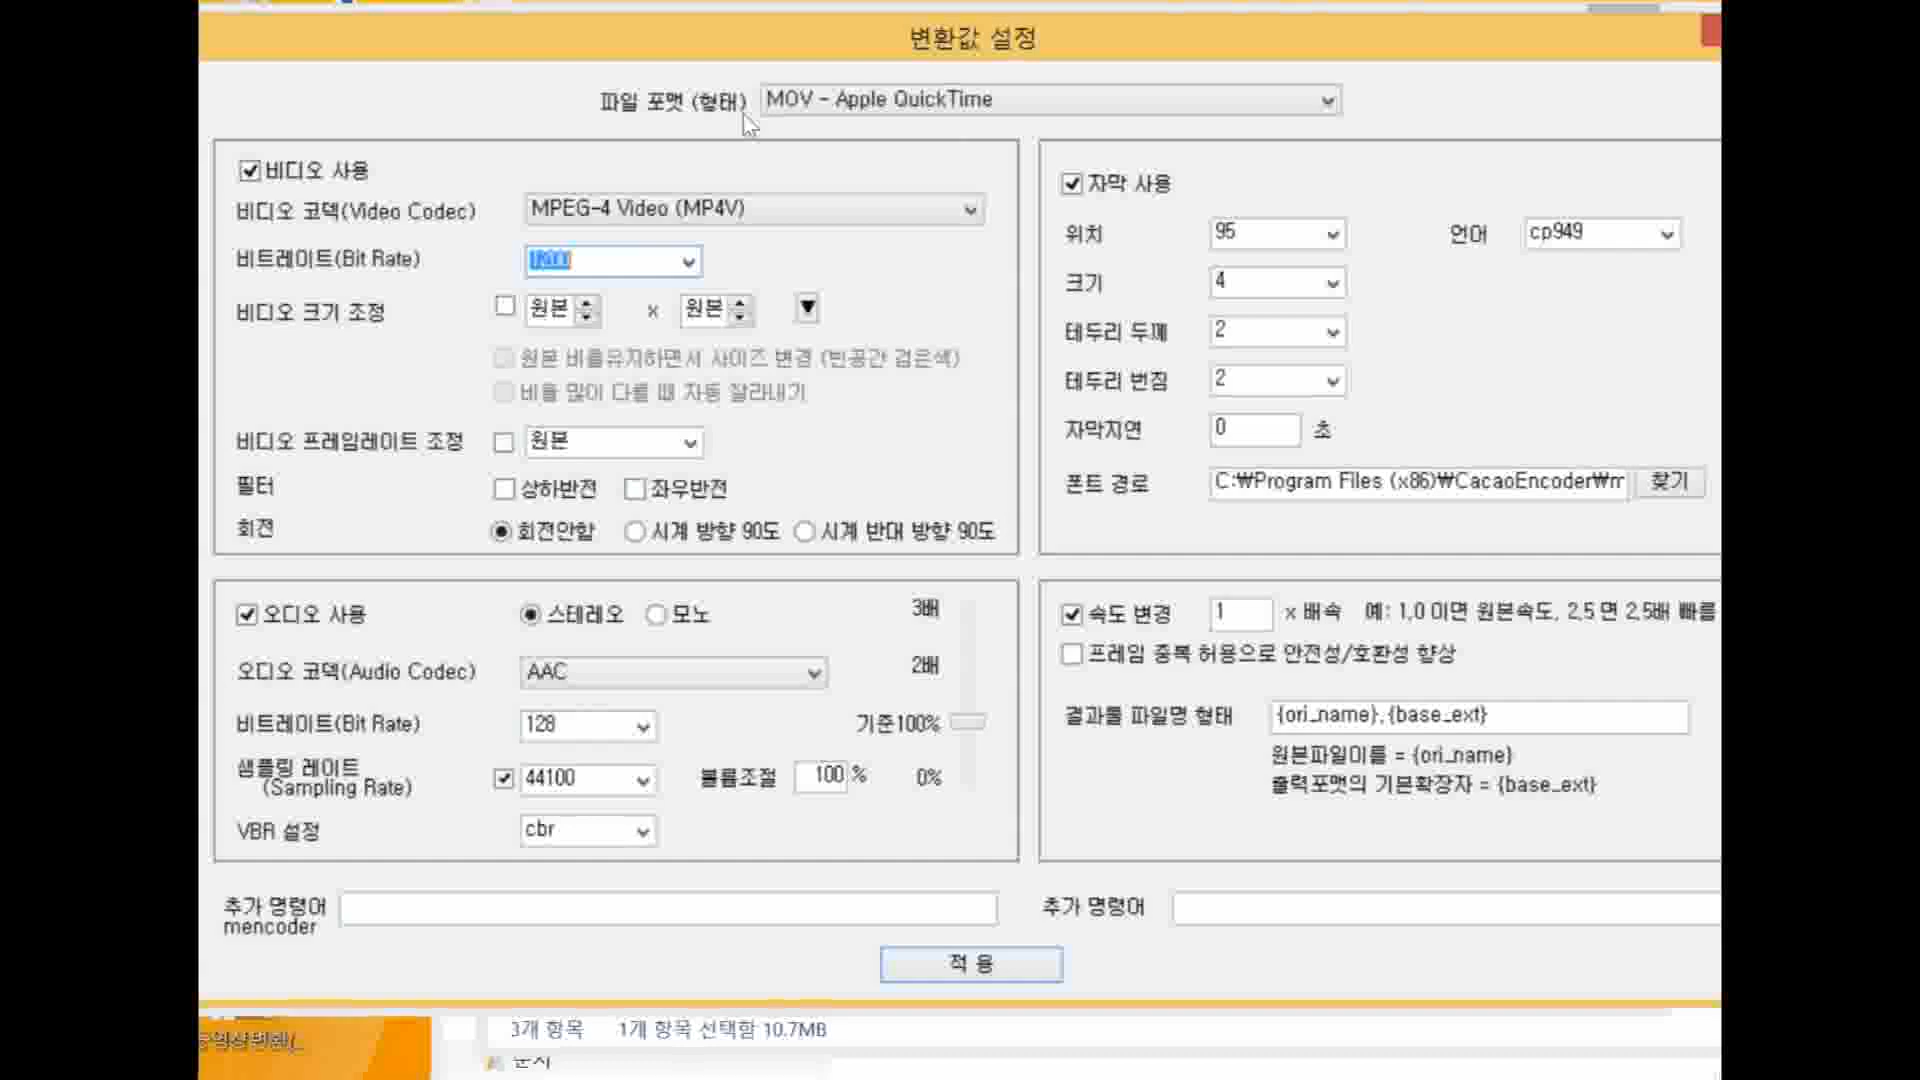 변환값 설정
파일 포맷 (형태) MOV - Apple QuickTime
비디오 사용
비디오 코덱(Video Codec) MPEG-4 Video (MP4V)
비트레이트(Bit Rate)
비디오 크기 조정 원본 x 원본
원본 비율유지하면서 사이즈 변경 (빈공간 검은색)
비율 많이 다를 때 자동 잘라내기
비디오 프레임레이트 조정 원본
필터 상하반전 좌우반전
회전 회전안함 시계 방향 90도 시계 반대 방향 90도
자막 사용
위치 95 언어 cp949
크기 4
테두리 두께 2
테두리 번짐 2
자막지연 0 초
폰트 경로 C:₩Program Files (x86)₩CacaoEncoder₩m 찾기
오디오 사용 스테레오 모노 3배
오디오 코덱(Audio Codec) AAC 2배
비트레이트(Bit Rate) 128 기준100%
샘플링 레이트
(Sampling Rate) 44100 볼륨조절 100 % 0%
VBR 설정 cbr
속도 변경 1 x 배속 예: 1.0 이면 원본속도, 2.5 면 2.5배 빠름
프레임 중복 허용으로 안전성/호환성 향상
결과물 파일명 형태 {ori_name}.{base_ext}
원본파일이름 = {ori_name}
출력포맷의 기본확장자 = {base_ext}
추가 명령어
mencoder
추가 명령어
적 용
3개 항목 1개 항목 선택함 10.7MB
문서